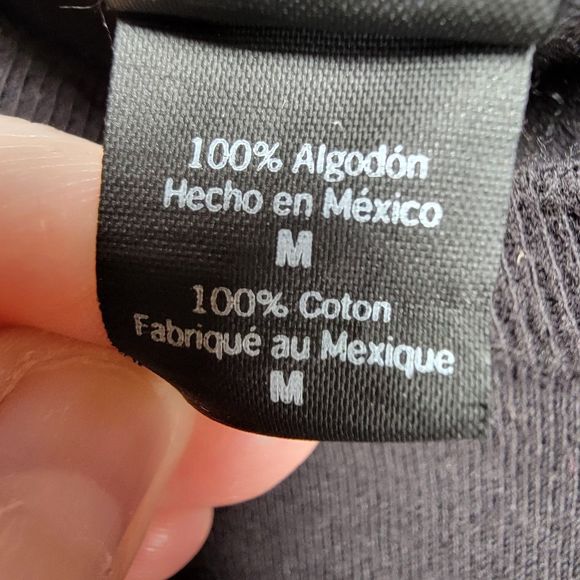 100% Algodón
Hecho en México
M
100% Coton
Fabriqué au Mexique
M